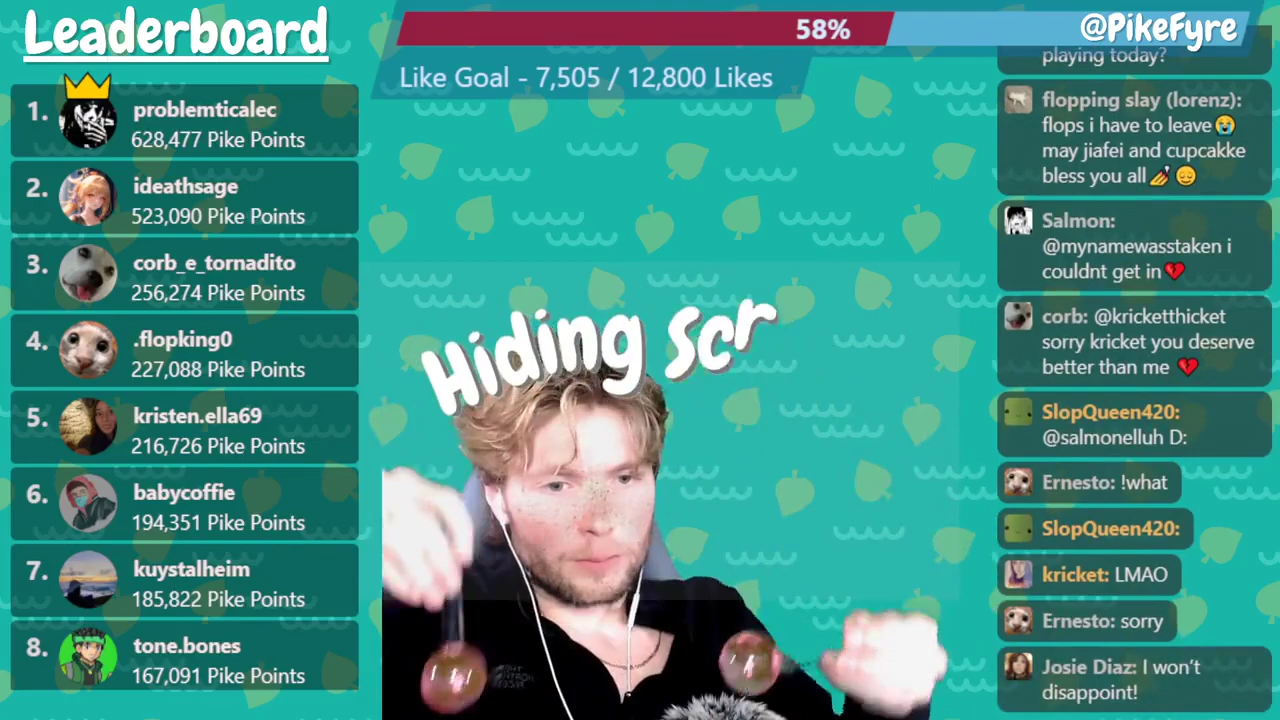 Leaderboard
1.
problemticalec
628,477 Pike Points
2.
ideathsage
523,090 Pike Points
3.
corb_e_tornadito
256,274 Pike Points
4.
.flopking0
227,088 Pike Points
5.
kristen.ella69
216,726 Pike Points
6.
babycoffie
194,351 Pike Points
7.
kuystalheim
185,822 Pike Points
8.
tone.bones
167,091 Pike Points
58%
Like Goal - 7,505 / 12,800 Likes
Hiding Scr
@PikeFyre
playing today?
flopping slay (lorenz):
flops i have to leave😭
may jiafei and cupcakke
bless you all💅😌
Salmon:
@mynamewasstaken i
couldnt get in💔
corb: @kricketthicket
sorry kricket you deserve
better than me 💔
SlopQueen420:
@salmonelluh D:
Ernesto: !what
SlopQueen420:
kricket: LMAO
Ernesto: sorry
Josie Diaz: I won't
disappoint!